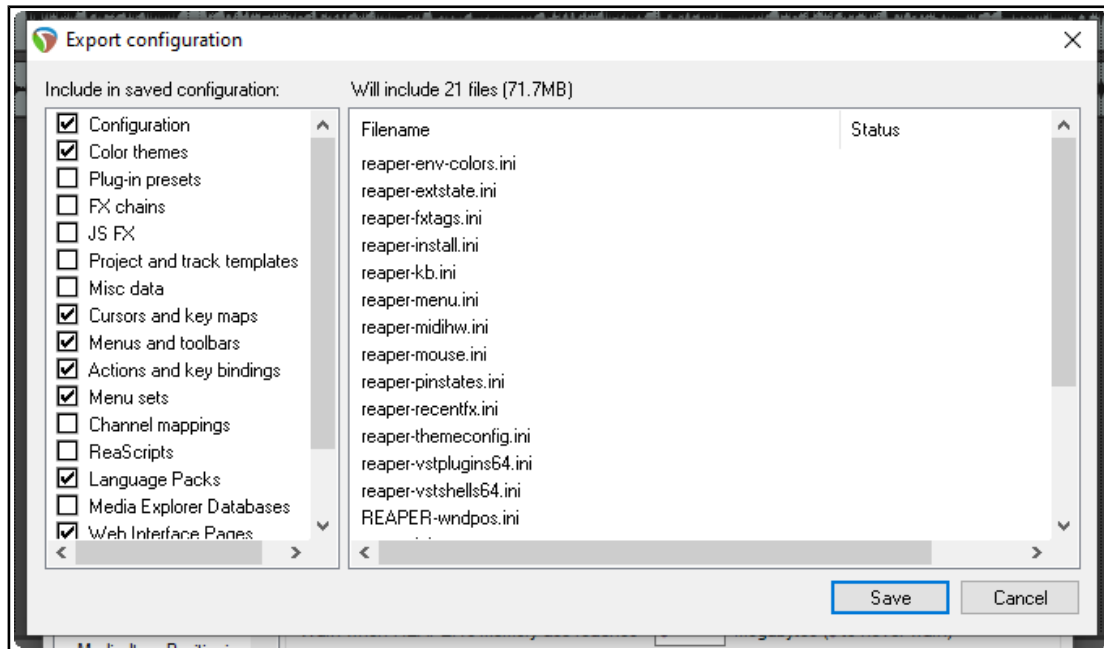 Export configuration
Include in saved configuration:
Will include 21 files (71.7MB)
Configuration
Color themes
Plug-in presets
FX chains
JS FX
Project and track templates
Misc data
Cursors and key maps
Menus and toolbars
Actions and key bindings
Menu sets
Channel mappings
ReaScripts
Language Packs
Media Explorer Databases
Web Interface Pages
Filename Status
reaper-env-colors.ini
reaper-extstate.ini
reaper-fxtags.ini
reaper-install.ini
reaper-kb.ini
reaper-menu.ini
reaper-midihw.ini
reaper-mouse.ini
reaper-pinstates.ini
reaper-recentfx.ini
reaper-themeconfig.ini
reaper-vstplugins64.ini
reaper-vstshells64.ini
REAPER-wndpos.ini
Save Cancel